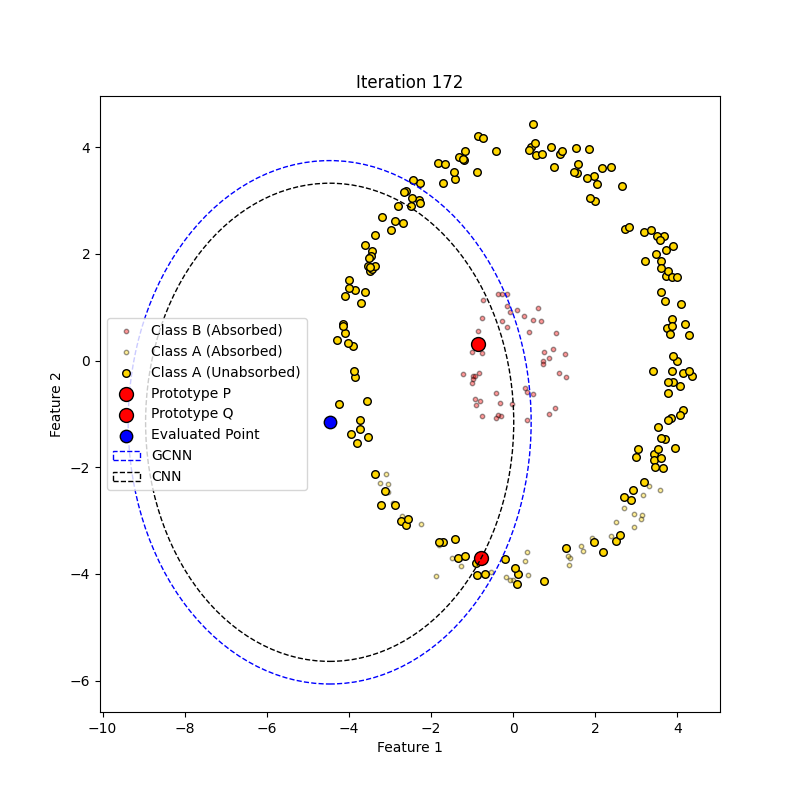 Iteration 172
Feature 2
4
2
0
−2
−4
−6
Class B (Absorbed)
Class A (Absorbed)
Class A (Unabsorbed)
Prototype P
Prototype Q
Evaluated Point
GCNN
CNN
−10 −8 −6 −4 −2 0 2 4
Feature 1